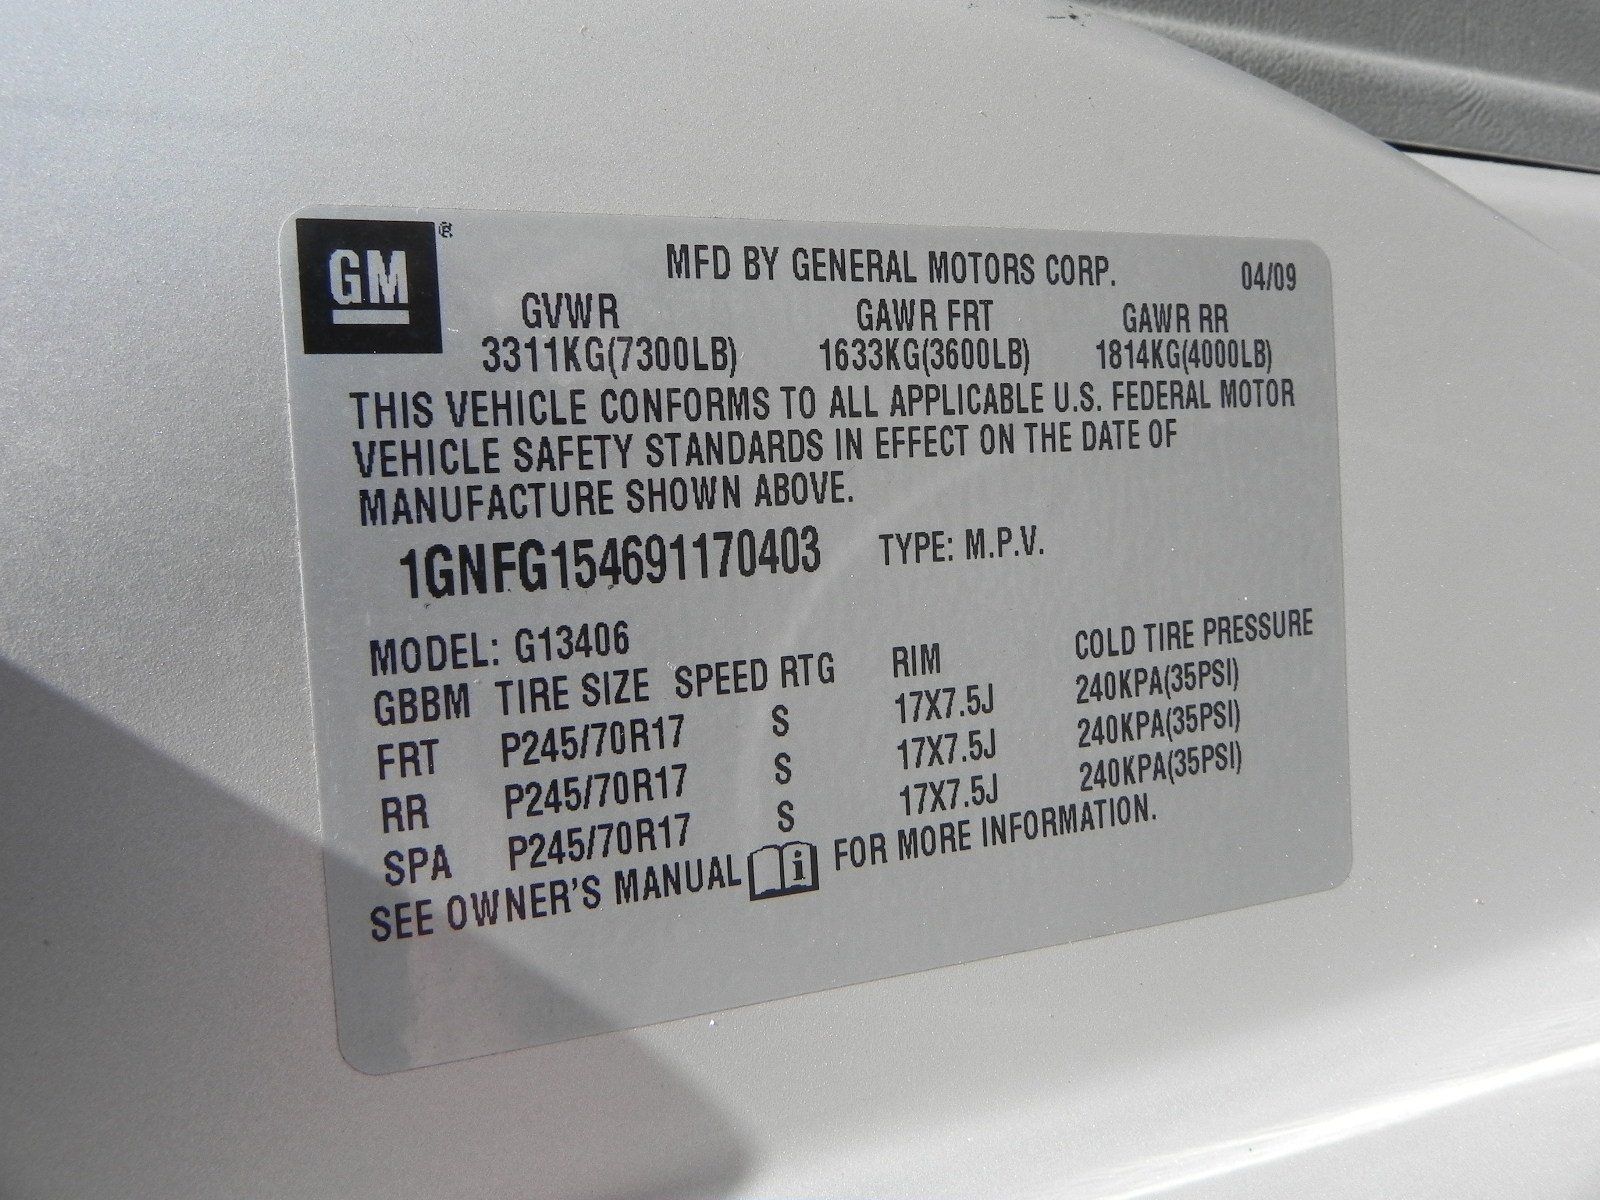 GM ®
MFD BY GENERAL MOTORS CORP. 04/09
GVWR GAWR FRT GAWR RR
3311KG(7300LB) 1633KG(3600LB) 1814KG(4000LB)
THIS VEHICLE CONFORMS TO ALL APPLICABLE U.S. FEDERAL MOTOR
VEHICLE SAFETY STANDARDS IN EFFECT ON THE DATE OF
MANUFACTURE SHOWN ABOVE.
1GNFG154691170403 TYPE: M.P.V.
MODEL: G13406
GBBM TIRE SIZE SPEED RTG RIM COLD TIRE PRESSURE
FRT P245/70R17 S 17X7.5J 240KPA(35PSI)
RR P245/70R17 S 17X7.5J 240KPA(35PSI)
SPA P245/70R17 S 17X7.5J 240KPA(35PSI)
SEE OWNER'S MANUAL i FOR MORE INFORMATION.